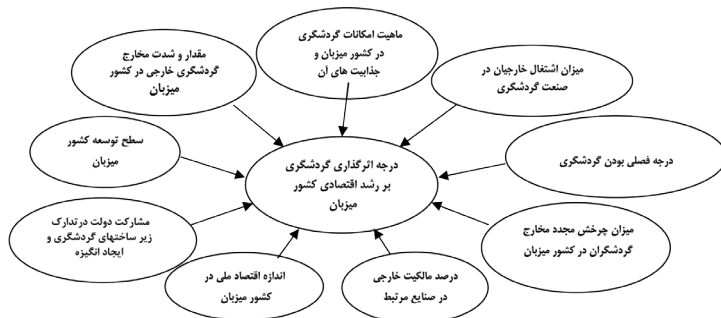 ماهیت امکانات گردشگری
در کشور میزبان و
جذابیت های آن
مقدار و شدت مخارج
گردشگری خارجی در کشور
میزبان
میزان اشتغال خارجیان در
صنعت گردشگری
سطح توسعه کشور
میزبان
درجه اثرگذاری گردشگری
بر رشد اقتصادی کشور
میزبان
درجه فصلی بودن گردشگری
مشارکت دولت درتدارک
زیر ساختهای گردشگری و
ایجاد انگیزه
میزان چرخش مجدد مخارج
گردشگران در کشور میزبان
اندازه اقتصاد ملی در
کشور میزبان
درصد مالکیت خارجی
در صنایع مرتبط